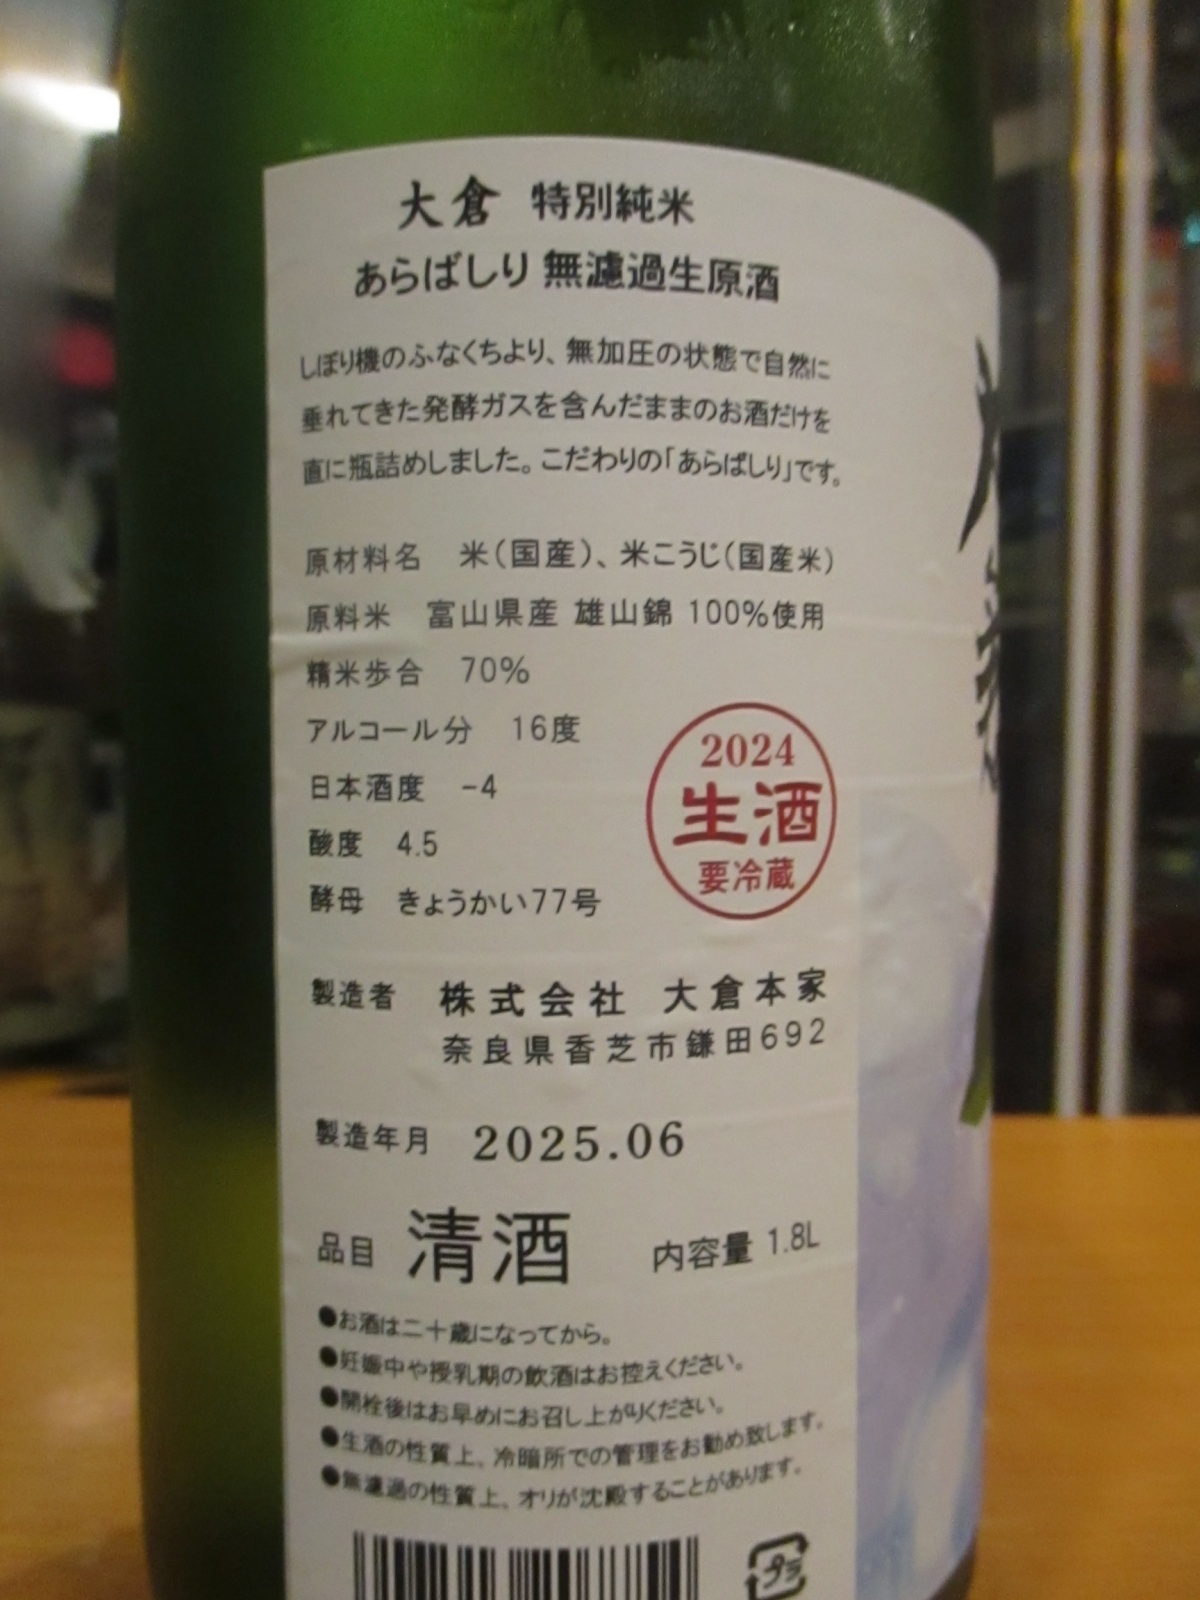 大倉 特別純米
あらばしり 無濾過生原酒
しぼり機のふなくちより、無加圧の状態で自然に
垂れてきた発酵ガスを含んだままのお酒だけを
直に瓶詰めしました。こだわりの「あらばしり」です。
原材料名 米(国産)、米こうじ(国産米)
原料米 富山県産 雄山錦 100%使用
精米歩合 70%
アルコール分 16度
日本酒度 -4
酸度 4.5
酵母 きょうかい77号
2024
生酒
要冷蔵
製造者 株式会社 大倉本家
奈良県香芝市鎌田692
製造年月 2025.06
品目 清酒 内容量 1.8L
●お酒は二十歳になってから。
●妊娠中や授乳期の飲酒はお控えください。
●開栓後はお早めにお召し上がりください。
●生酒の性質上、冷暗所での管理をお勧め致します。
●無濾過の性質上、オリが沈殿することがあります。
プラ